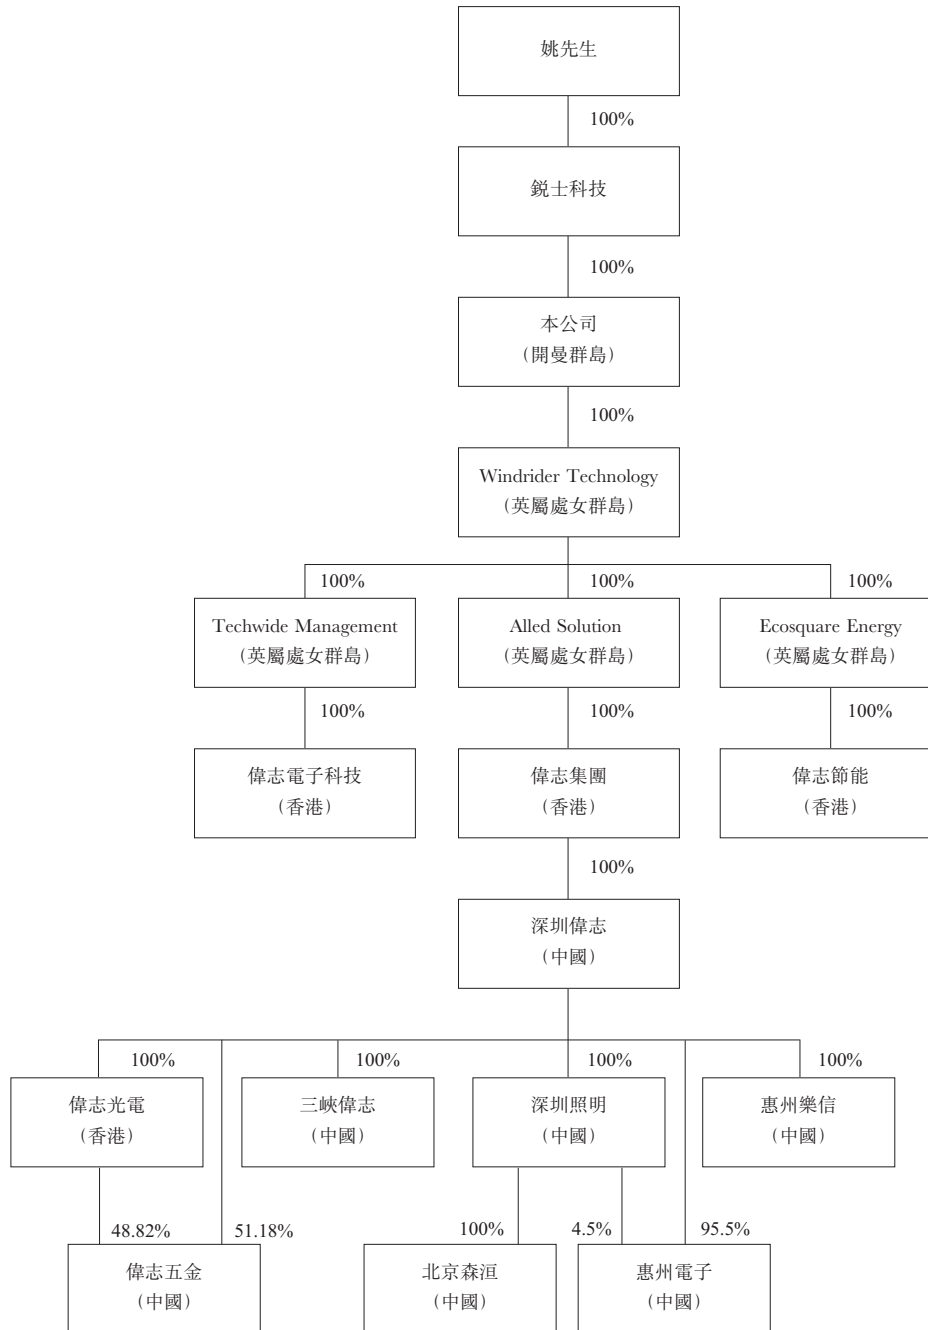 姚先生
100%
鋭士科技
100%
本公司
（開曼群島）
100%
Windrider Technology
（英屬處女群島）
100%
100%
100%
Techwide Management
（英屬處女群島）
Alled Solution
（英屬處女群島）
Ecosquare Energy
（英屬處女群島）
100%
100%
100%
偉志電子科技
（香港）
偉志集團
（香港）
偉志節能
（香港）
100%
深圳偉志
（中國）
100%
100%
100%
100%
偉志光電
（香港）
三峽偉志
（中國）
深圳照明
（中國）
惠州樂信
（中國）
48.82%
51.18%
100%
4.5%
95.5%
偉志五金
（中國）
北京森洹
（中國）
惠州電子
（中國）